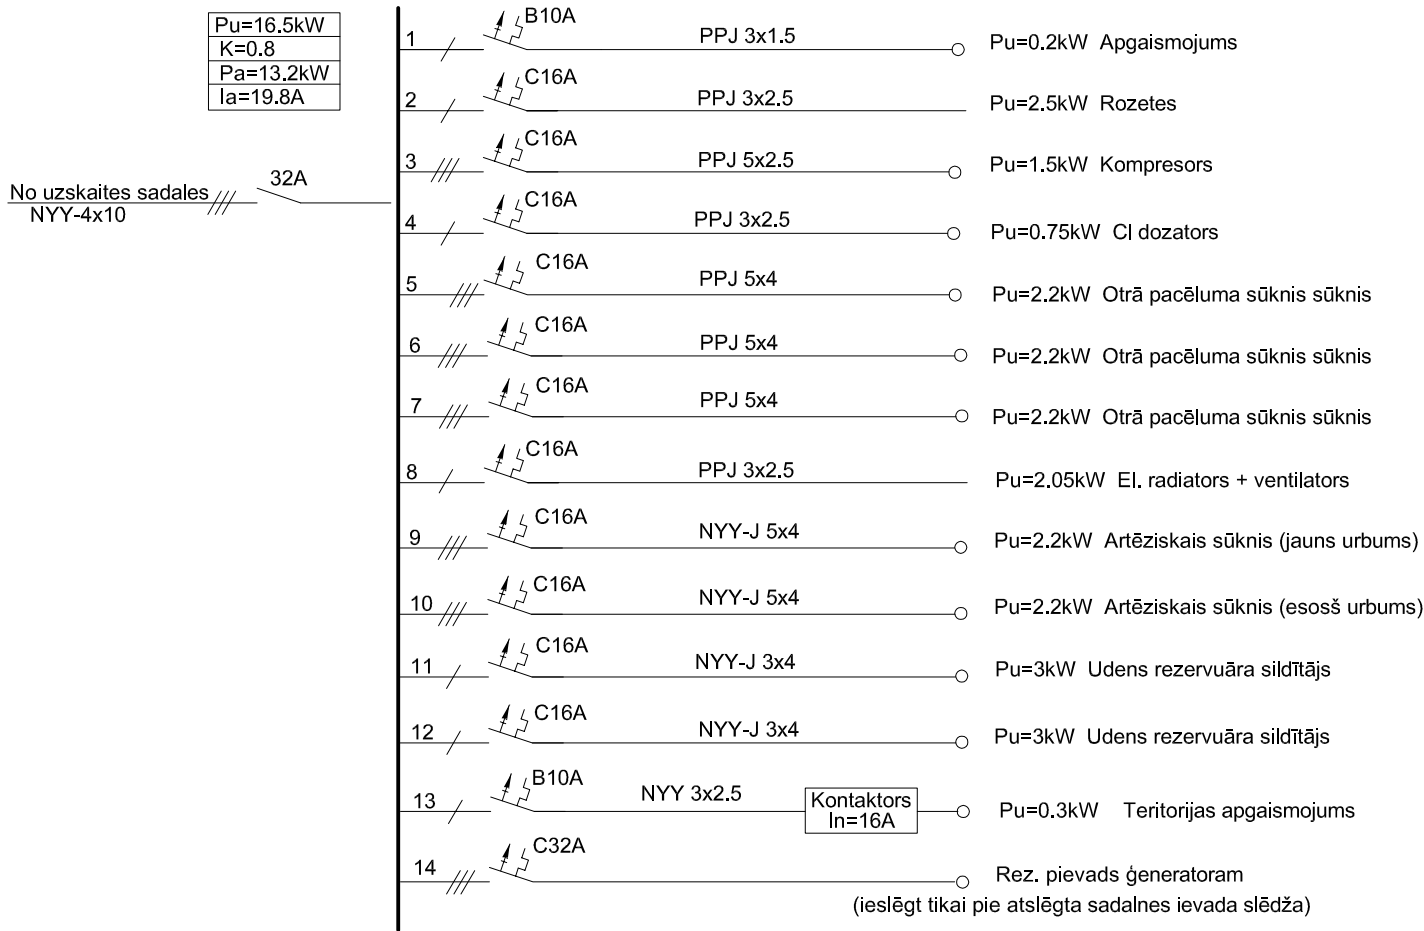 Pu=16.5kW
K=0.8
Pa=13.2kW
Ia=19.8A
No uzskaites sadales
NYY-4x10
32A
1 B10A PPJ 3x1.5 Pu=0.2kW Apgaismojums
2 C16A PPJ 3x2.5 Pu=2.5kW Rozetes
3 C16A PPJ 5x2.5 Pu=1.5kW Kompresors
4 C16A PPJ 3x2.5 Pu=0.75kW Cl dozators
5 C16A PPJ 5x4 Pu=2.2kW Otrā pacēluma sūknis sūknis
6 C16A PPJ 5x4 Pu=2.2kW Otrā pacēluma sūknis sūknis
7 C16A PPJ 5x4 Pu=2.2kW Otrā pacēluma sūknis sūknis
8 C16A PPJ 3x2.5 Pu=2.05kW El. radiators + ventilators
9 C16A NYY-J 5x4 Pu=2.2kW Artēziskais sūknis (jauns urbums)
10 C16A NYY-J 5x4 Pu=2.2kW Artēziskais sūknis (esosš urbums)
11 C16A NYY-J 3x4 Pu=3kW Udens rezervuāra sildītājs
12 C16A NYY-J 3x4 Pu=3kW Udens rezervuāra sildītājs
13 B10A NYY 3x2.5 Kontaktors Pu=0.3kW Teritorijas apgaismojums
In=16A
14 C32A Rez. pievads ģeneratoram
(ieslēgt tikai pie atslēgta sadalnes ievada slēdža)